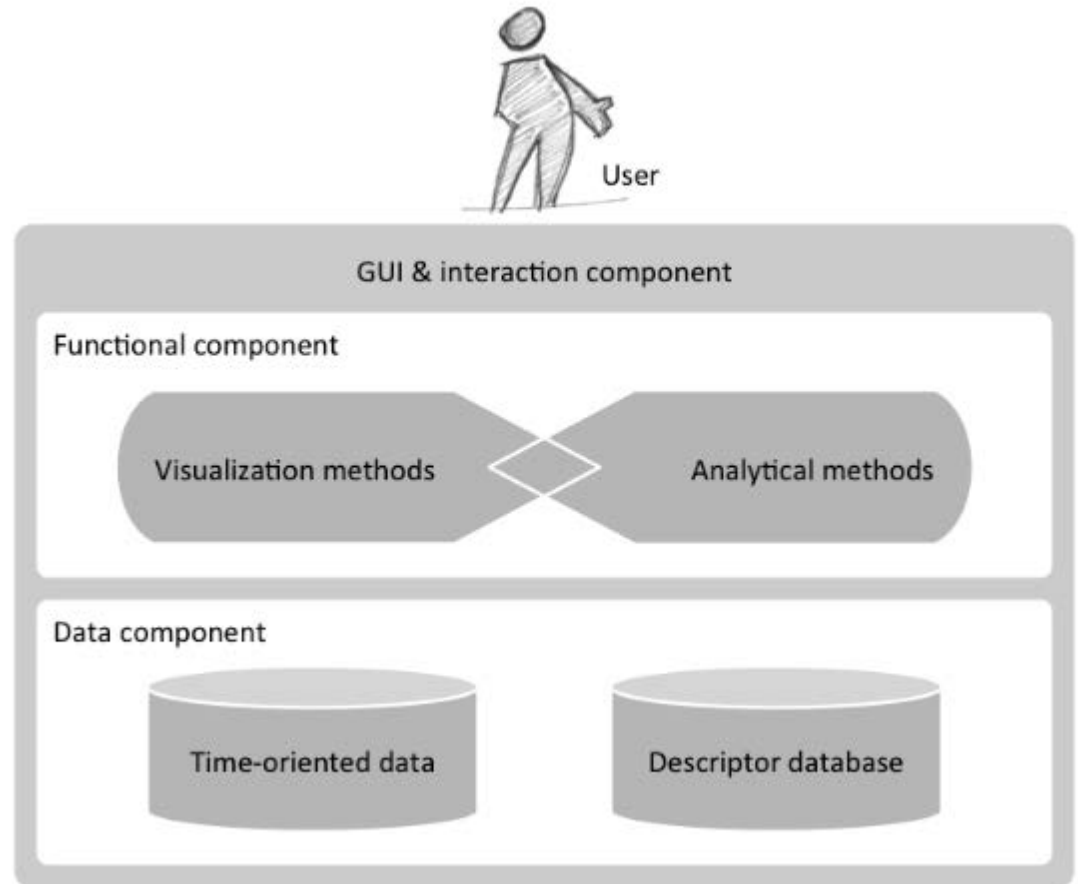 User
GUI & interaction component
Functional component
Visualization methods
Analytical methods
Data component
Time-oriented data
Descriptor database